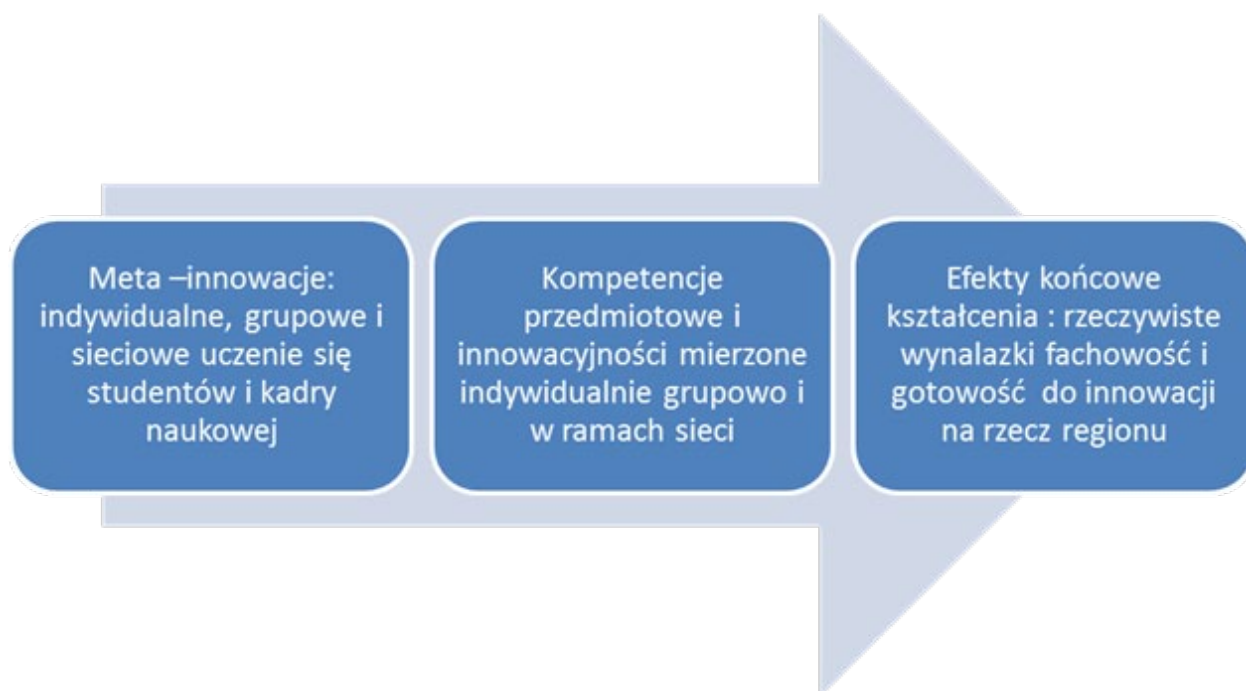 Meta –innowacje:
indywidualne, grupowe i
sieciowe uczenie się
studentów i kadry
naukowej
Kompetencje
przedmiotowe i
innowacyjności mierzone
indywidualnie grupowo i
w ramach sieci
Efekty końcowe
kształcenia : rzeczywiste
wynalazki fachowość i
gotowość  do innowacji
na rzecz regionu